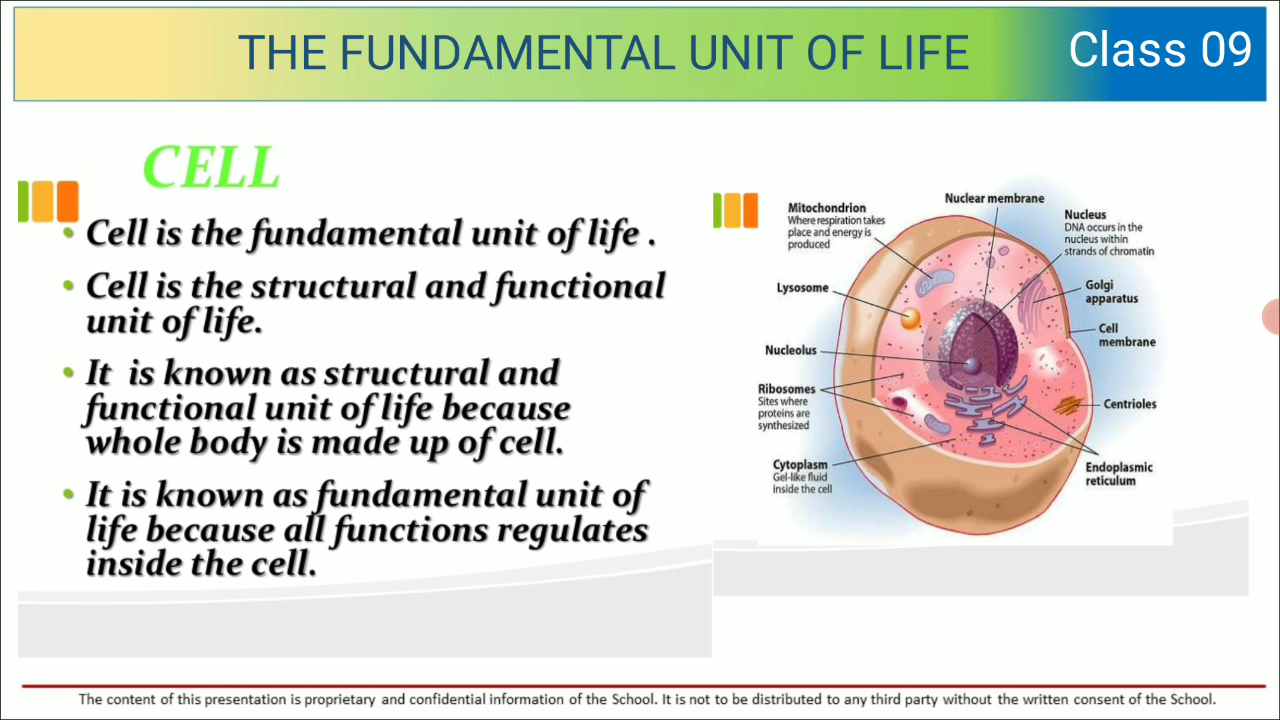 THE FUNDAMENTAL UNIT OF LIFE
Class 09
CELL
• Cell is the fundamental unit of life .
• Cell is the structural and functional
unit of life.
• It is known as structural and
functional unit of life because
whole body is made up of cell.
• It is known as fundamental unit of
life because all functions regulates
inside the cell.
Nuclear membrane
Mitochondrion
Where respiration takes
place and energy is
produced
Nucleus
DNA occurs in the
nucleus within
strands of chromatin
Lysosome
Golgi
apparatus
Cell
membrane
Nucleolus
Ribosomes
Sites where
proteins are
synthesized
Centrioles
Cytoplasm
Gel-like fluid
inside the cell
Endoplasmic
reticulum
The content of this presentation is proprietary and confidential information of the School. It is not to be distributed to any third party without the written consent of the School.